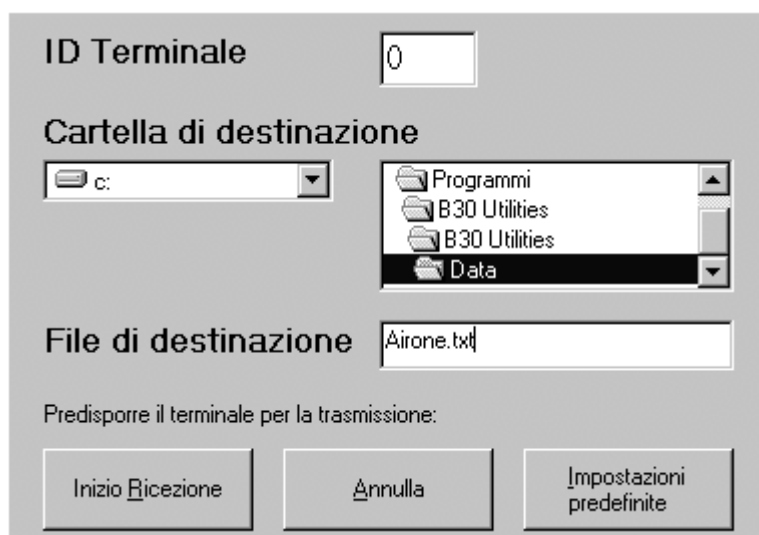 ID Terminale
0
Cartella di destinazione
c:
Programmi
B30 Utilities
B30 Utilities
Data
File di destinazione
Airone.txt
Predisporre il terminale per la trasmissione:
Inizio Ricezione
Annulla
Impostazioni
predefinite